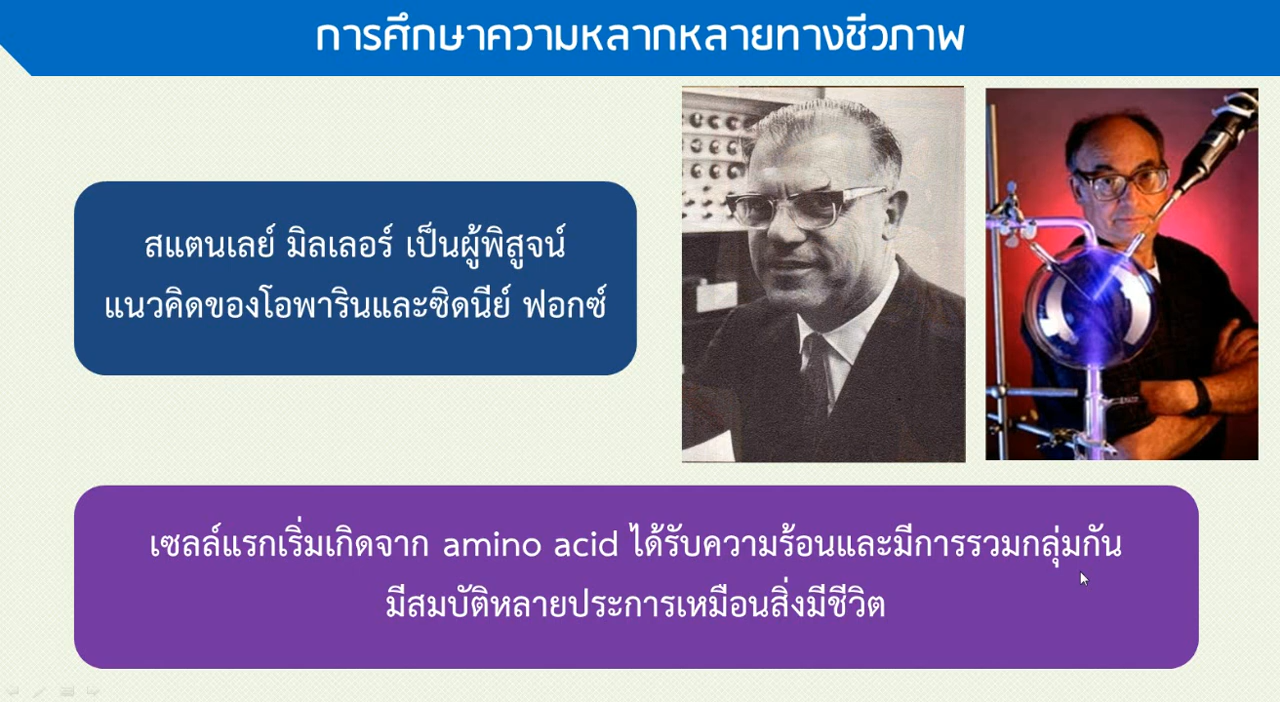 การศึกษาความหลากหลายทางชีวภาพ
สแตนเลย์ มิลเลอร์ เป็นผู้พิสูจน์
แนวคิดของโอพารินและซิดนีย์ ฟอกซ์
เซลล์แรกเริ่มเกิดจาก amino acid ได้รับความร้อนและมีการรวมกลุ่มกัน
มีสมบัติหลายประการเหมือนสิ่งมีชีวิต